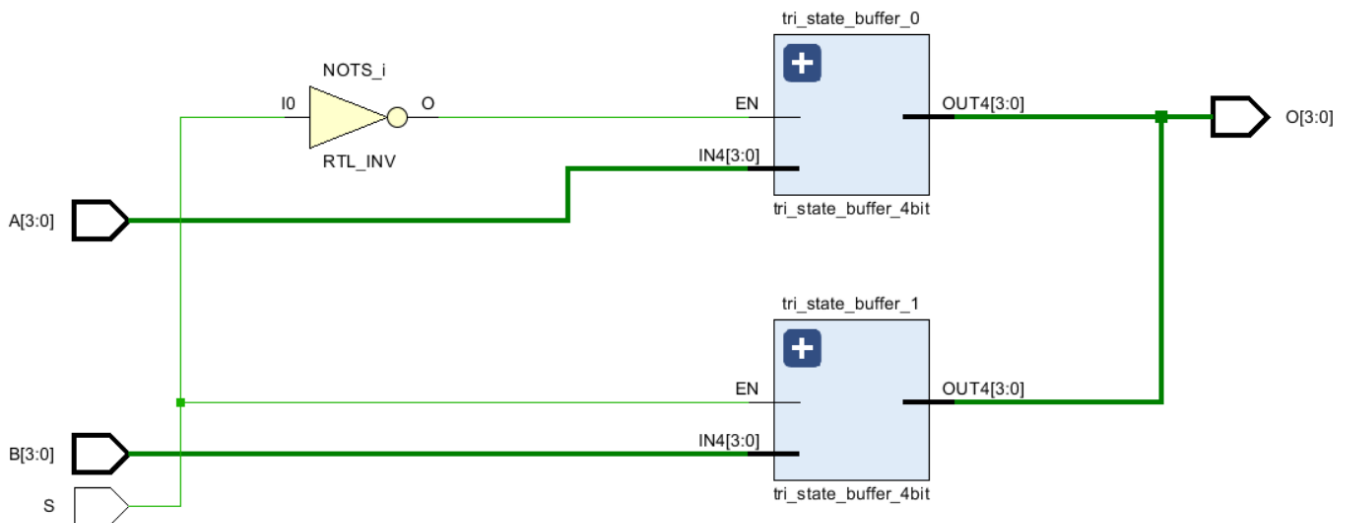 tri_state_buffer_0
NOTS_i
I0
O
EN
OUT4[3:0]
O[3:0]
RTL_INV
IN4[3:0]
tri_state_buffer_4bit
A[3:0]
tri_state_buffer_1
EN
OUT4[3:0]
IN4[3:0]
B[3:0]
tri_state_buffer_4bit
S